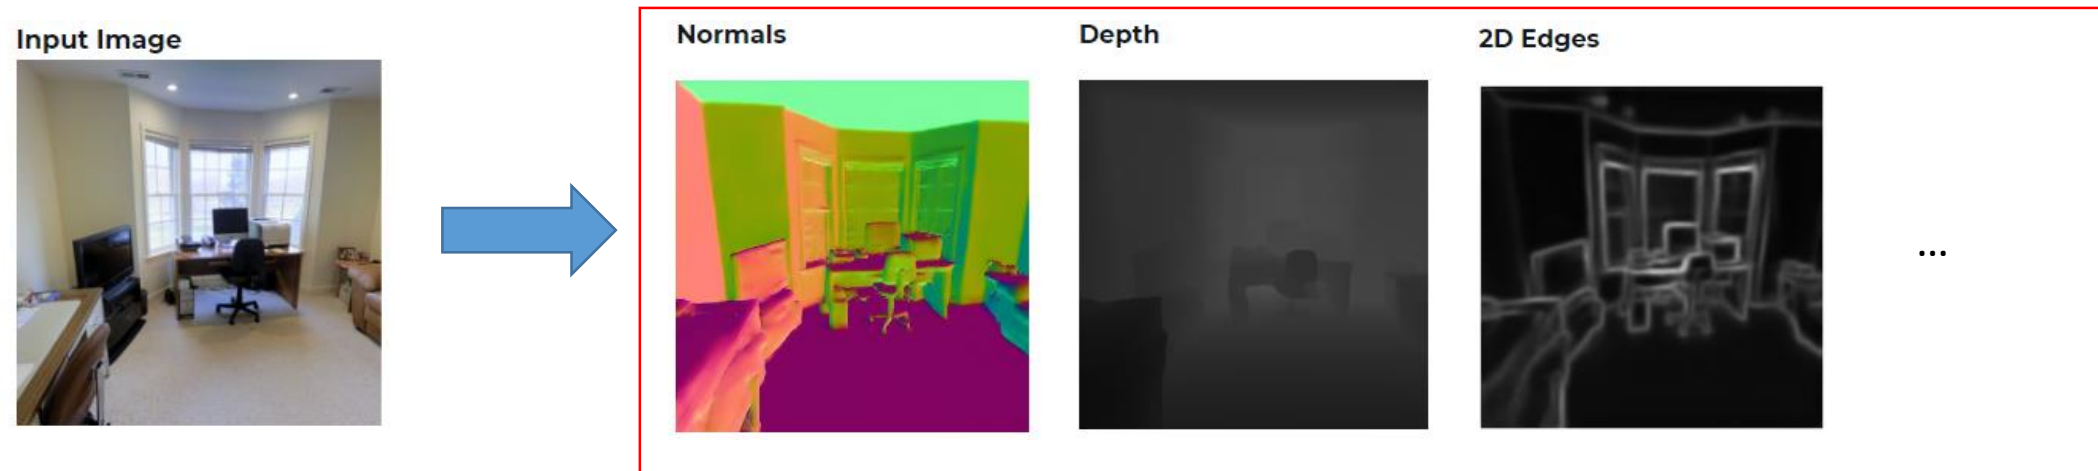 Input Image
Normals
Depth
2D Edges
...